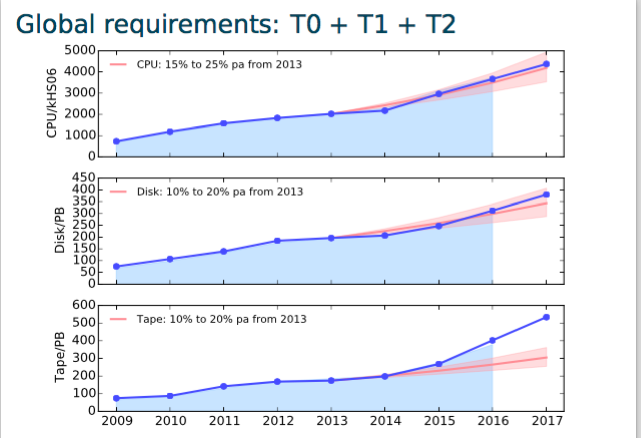 Global requirements: T0 + T1 + T2
5000
4000
3000
2000
1000
0
CPU/kHS06
CPU: 15% to 25% pa from 2013
450
400
350
300
250
200
150
100
50
0
Disk/PB
Disk: 10% to 20% pa from 2013
600
500
400
300
200
100
0
Tape/PB
Tape: 10% to 20% pa from 2013
2009 2010 2011 2012 2013 2014 2015 2016 2017